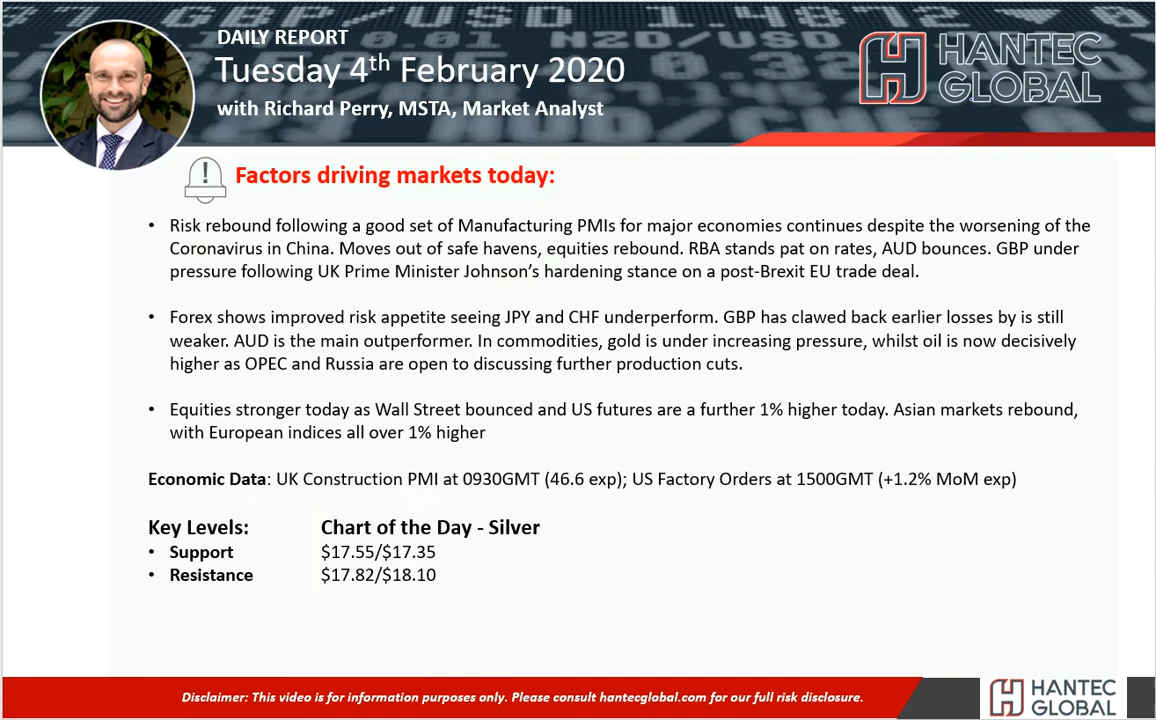 DAILY REPORT
Tuesday 4th February 2020
with Richard Perry, MSTA, Market Analyst
HANTEC
GLOBAL
Factors driving markets today:
• Risk rebound following a good set of Manufacturing PMIs for major economies continues despite the worsening of the
Coronavirus in China. Moves out of safe havens, equities rebound. RBA stands pat on rates, AUD bounces. GBP under
pressure following UK Prime Minister Johnson's hardening stance on a post-Brexit EU trade deal.
• Forex shows improved risk appetite seeing JPY and CHF underperform. GBP has clawed back earlier losses by is still
weaker. AUD is the main outperformer. In commodities, gold is under increasing pressure, whilst oil is now decisively
higher as OPEC and Russia are open to discussing further production cuts.
• Equities stronger today as Wall Street bounced and US futures are a further 1% higher today. Asian markets rebound,
with European indices all over 1% higher
Economic Data: UK Construction PMI at 0930GMT (46.6 exp); US Factory Orders at 1500GMT (+1.2% MoM exp)
Key Levels: Chart of the Day - Silver
• Support $17.55/$17.35
• Resistance $17.82/$18.10
Disclaimer: This video is for information purposes only. Please consult hantecglobal.com for our full risk disclosure.
HANTEC
GLOBAL